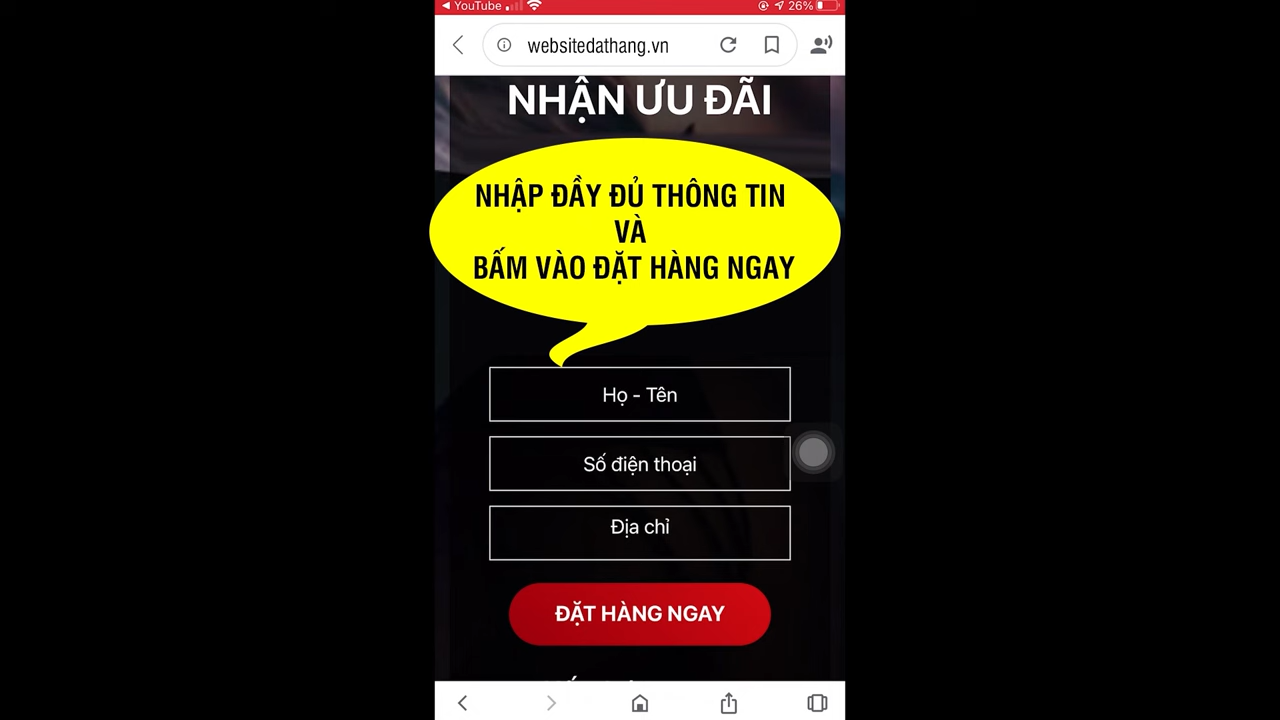 YouTube
26%
websitedathang.vn
NHẬN ƯU ĐÃI
NHẬP ĐẦY ĐỦ THÔNG TIN
VÀ
BẤM VÀO ĐẶT HÀNG NGAY
Họ - Tên
Số điện thoại
Địa chỉ
ĐẶT HÀNG NGAY